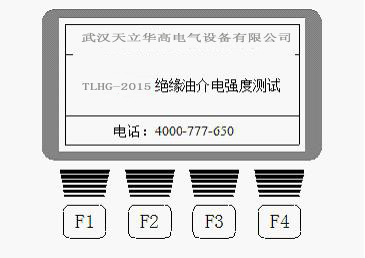 武汉天立华高电气设备有限公司
TLHG-2015 绝缘油介电强度测试
电话：4000-777-650
F1 F2 F3 F4